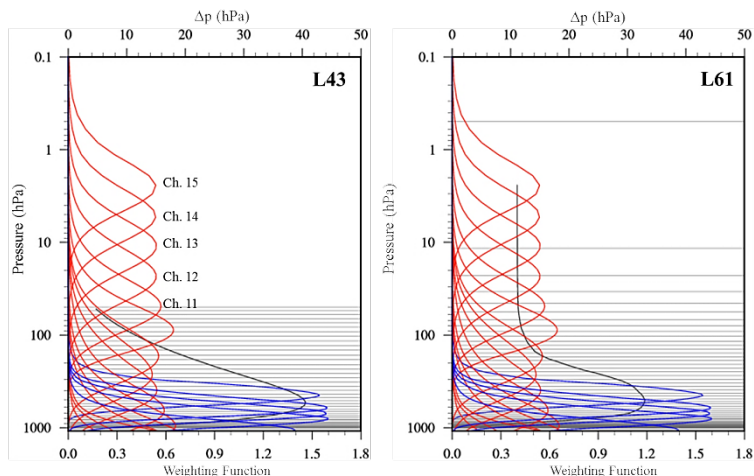 Δp (hPa)
0 10 20 30 40 50
L43
0.1
1
10
100
1000
Pressure (hPa)
Ch. 15
Ch. 14
Ch. 13
Ch. 12
Ch. 11
0.0 0.3 0.6 0.9 1.2 1.5 1.8
Weighting Function
Δp (hPa)
0 10 20 30 40 50
L61
0.1
1
10
100
1000
Pressure (hPa)
0.0 0.3 0.6 0.9 1.2 1.5 1.8
Weighting Function